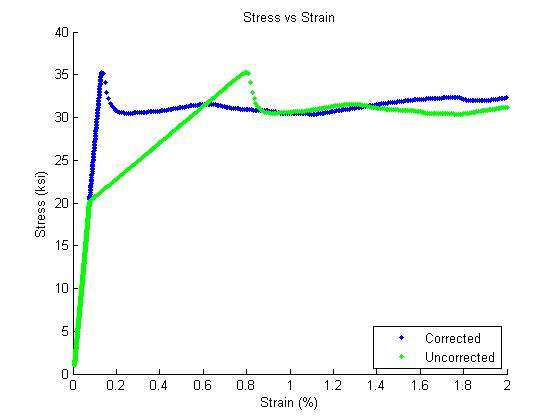 Stress vs Strain
40
35
30
25
20
15
10
5
0
Stress (ksi)
0 0.2 0.4 0.6 0.8 1 1.2 1.4 1.6 1.8 2
Strain (%)
Corrected
Uncorrected